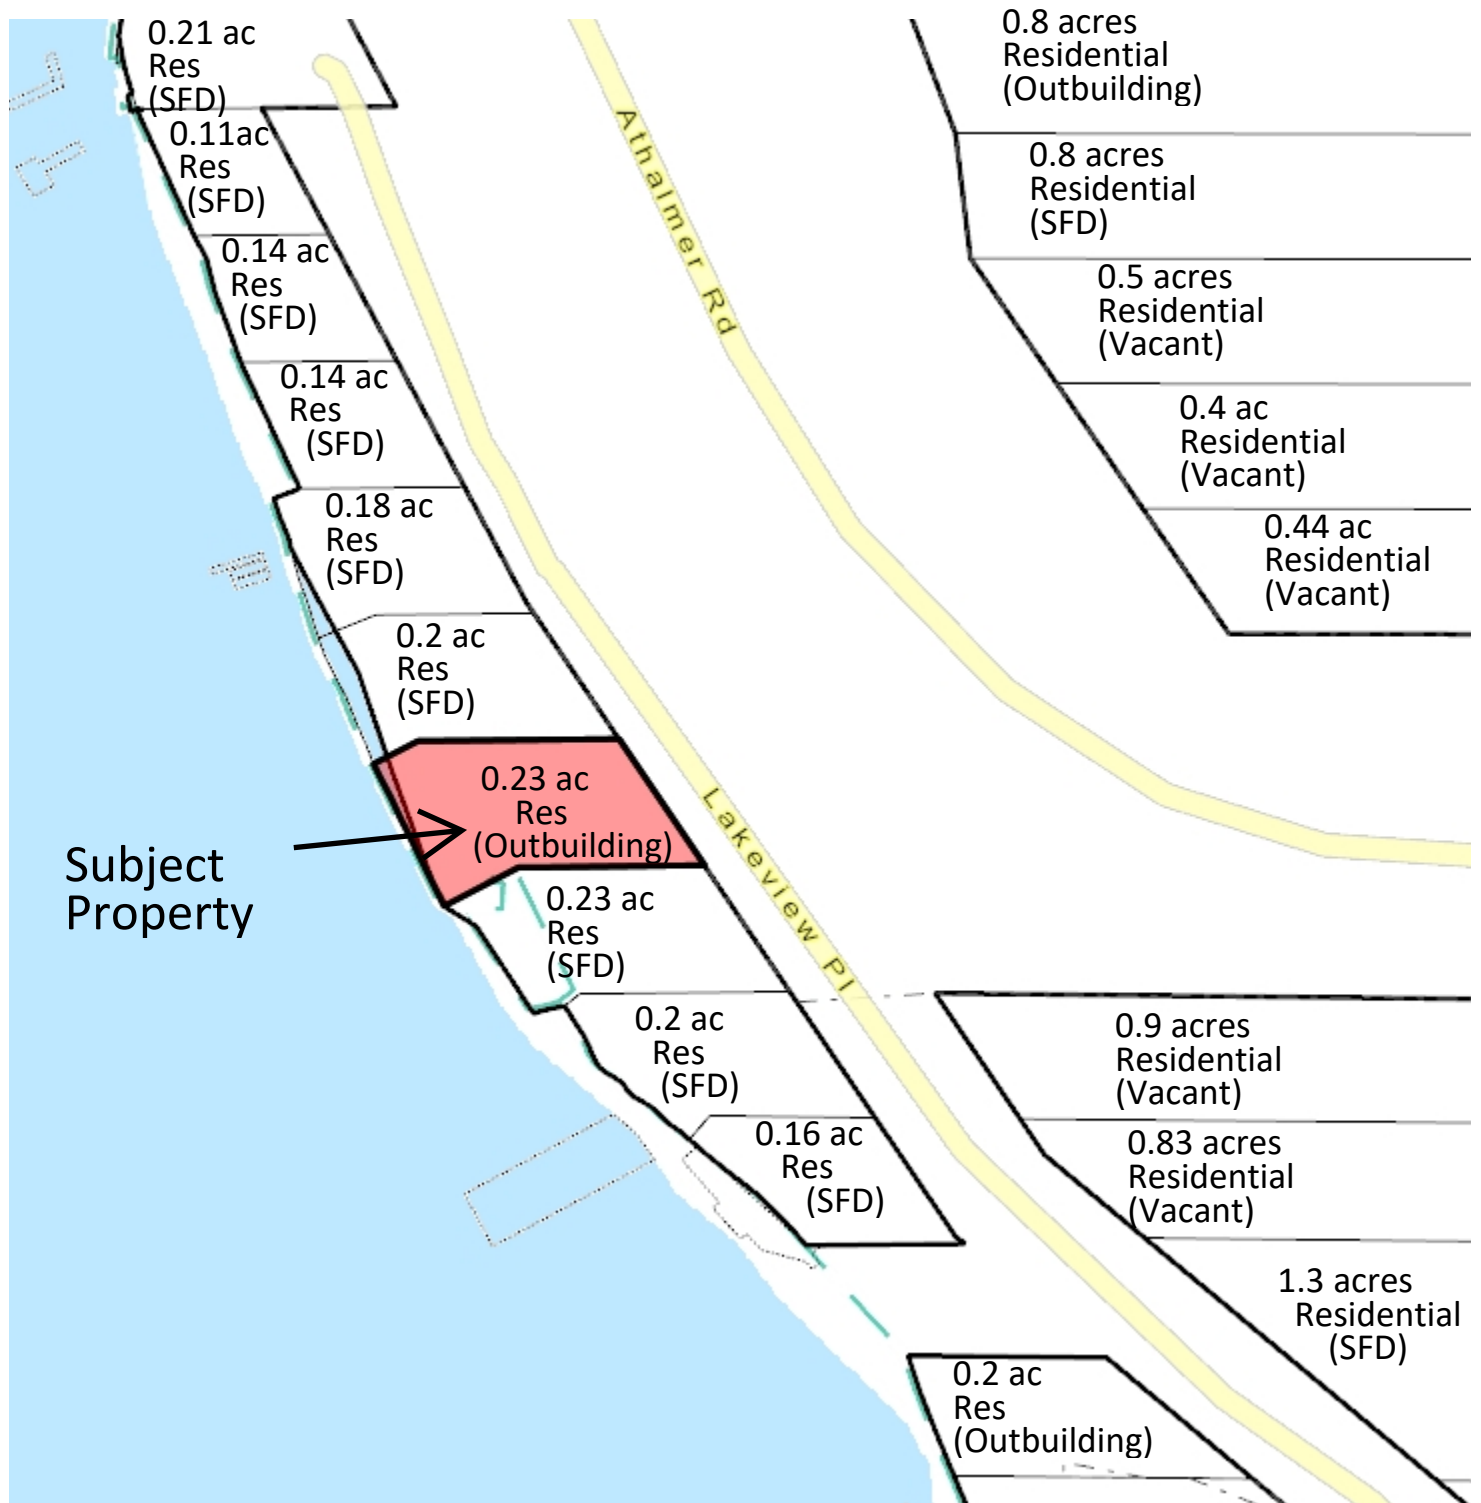 0.21 ac
Res
(SFD)
0.11ac
Res
(SFD)
0.14 ac
Res
(SFD)
0.14 ac
Res
(SFD)
0.18 ac
Res
(SFD)
0.2 ac
Res
(SFD)
0.23 ac
Res
(Outbuilding)
Subject
Property
0.23 ac
Res
(SFD)
0.2 ac
Res
(SFD)
0.16 ac
Res
(SFD)
0.2 ac
Res
(Outbuilding)
Athalmer Rd
Lakeview Pl
0.8 acres
Residential
(Outbuilding)
0.8 acres
Residential
(SFD)
0.5 acres
Residential
(Vacant)
0.4 ac
Residential
(Vacant)
0.44 ac
Residential
(Vacant)
0.9 acres
Residential
(Vacant)
0.83 acres
Residential
(Vacant)
1.3 acres
Residential
(SFD)